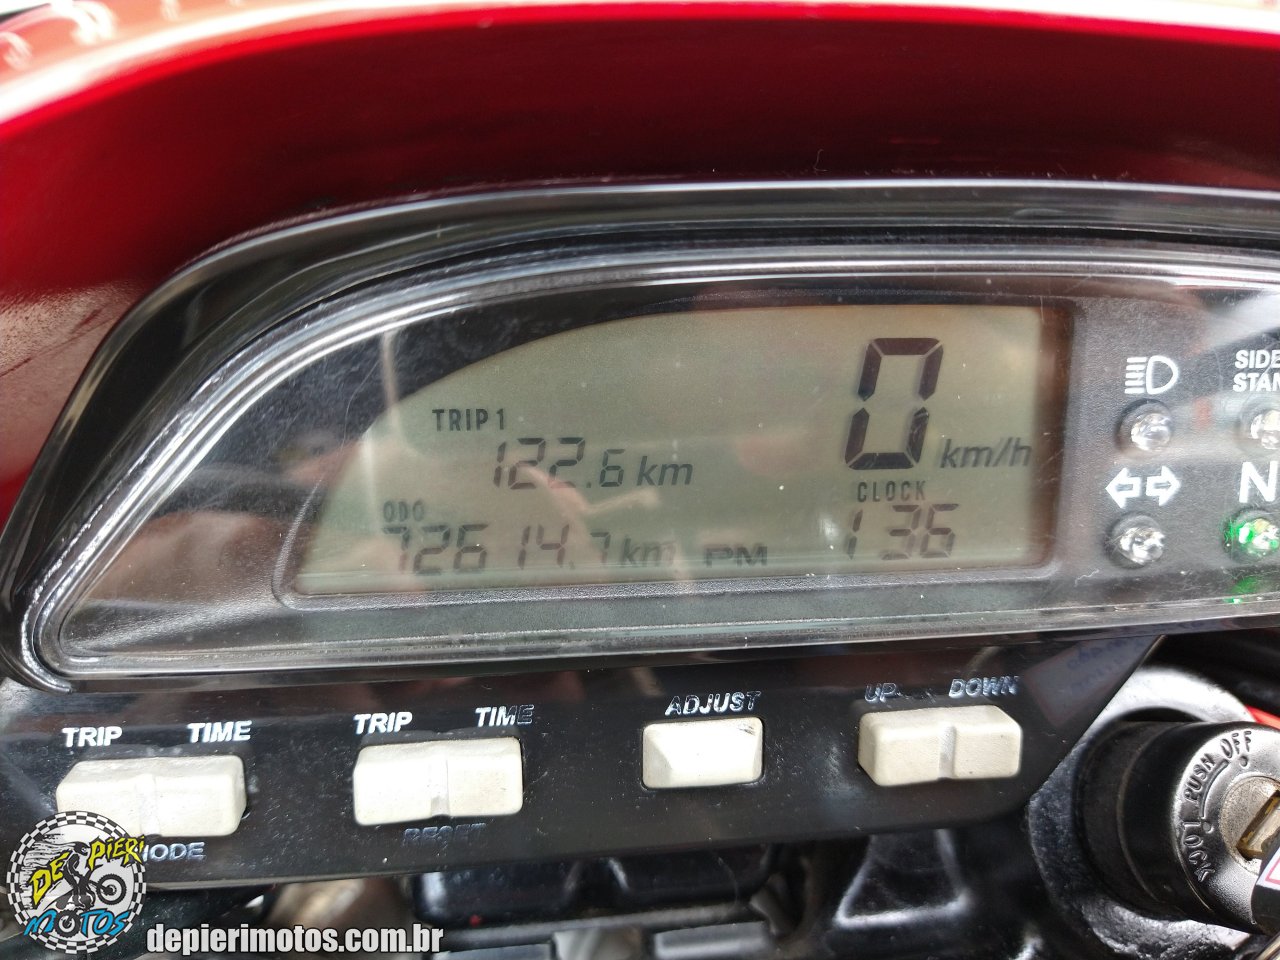 SIDE
STAN
TRIP 1
122.6 km
0 km/h
ODO
72614.7 km
PM
CLOCK
1 36
N
TRIP TIME
MODE
TRIP TIME
RESET
ADJUST
UP DOWN
OFF
PUSH
LOCK
DE PIERI
MOTOS
depierimotos.com.br